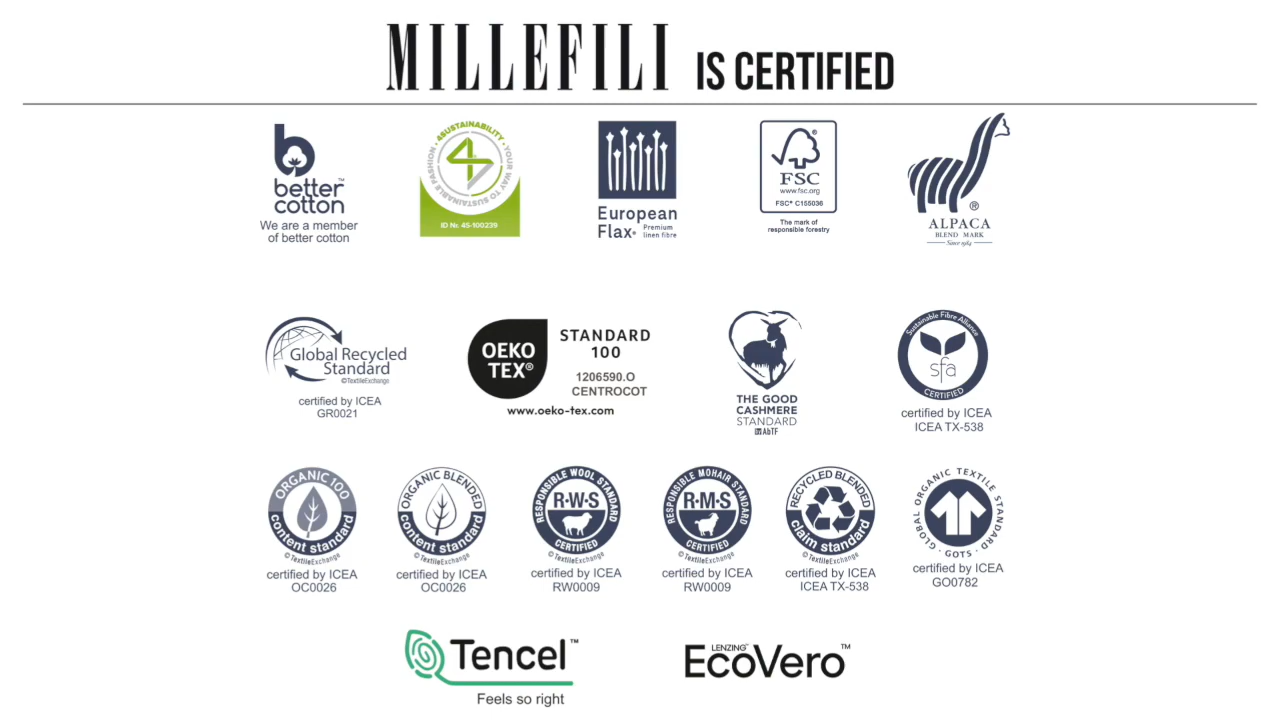 MILLEFILI IS CERTIFIED
better™
cotton
We are a member
of better cotton
4SUSTAINABILITY · YOUR WAY TO SUSTAINABLE FASHION ·
ID Nr. 4S-100239
European
Flax® Premium
linen fibre
FSC
www.fsc.org
FSC® C155036
The mark of
responsible forestry
®
ALPACA
BLEND MARK
Since 1984
Global Recycled
Standard
©TextileExchange
certified by ICEA
GR0021
OEKO
TEX®
STANDARD
100
1206590.O
CENTROCOT
www.oeko-tex.com
THE GOOD
CASHMERE
STANDARD
AbTF
Sustainable Fibre Alliance
sfa
CERTIFIED
certified by ICEA
ICEA TX-538
ORGANIC 100
content standard
©TextileExchange
certified by ICEA
OC0026
ORGANIC BLENDED
content standard
©TextileExchange
certified by ICEA
OC0026
RESPONSIBLE WOOL STANDARD
R·W·S
CERTIFIED
©TextileExchange
certified by ICEA
RW0009
RESPONSIBLE MOHAIR STANDARD
R·M·S
CERTIFIED
©TextileExchange
certified by ICEA
RW0009
RECYCLED BLENDED
claim standard
©TextileExchange
certified by ICEA
ICEA TX-538
GLOBAL ORGANIC TEXTILE STANDARD
· GOTS ·
certified by ICEA
GO0782
Tencel™
Feels so right
LENZING™
EcoVero™